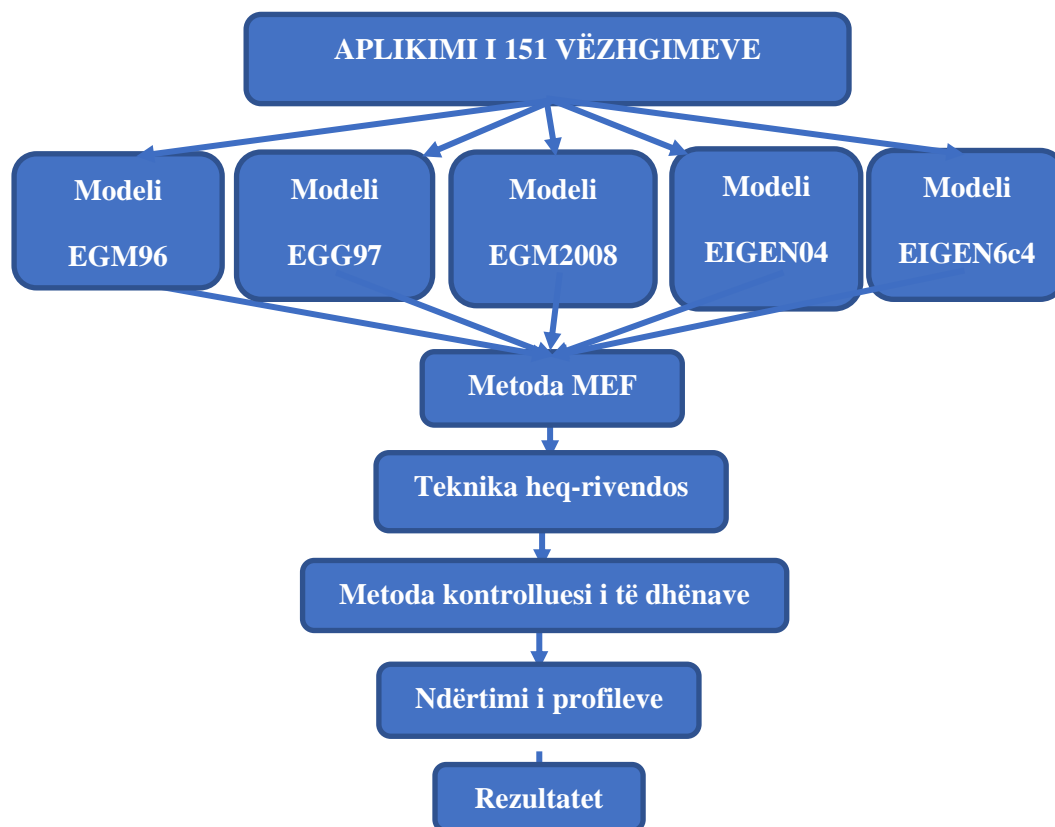 APLIKIMI I 151 VËZHGIMEVE
Modeli
EGM96
Modeli
EGG97
Modeli
EGM2008
Modeli
EIGEN04
Modeli
EIGEN6c4
Metoda MEF
Teknika heq-rivendos
Metoda kontrolluesi i të dhënave
Ndërtimi i profileve
Rezultatet